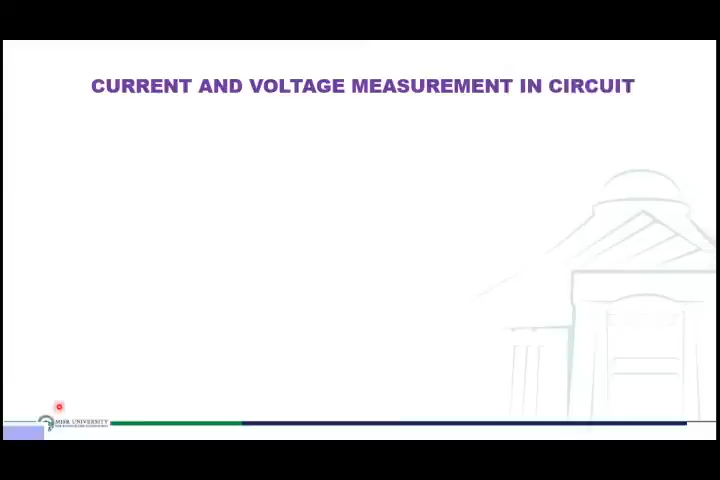 CURRENT AND VOLTAGE MEASUREMENT IN CIRCUIT
MISR UNIVERSITY